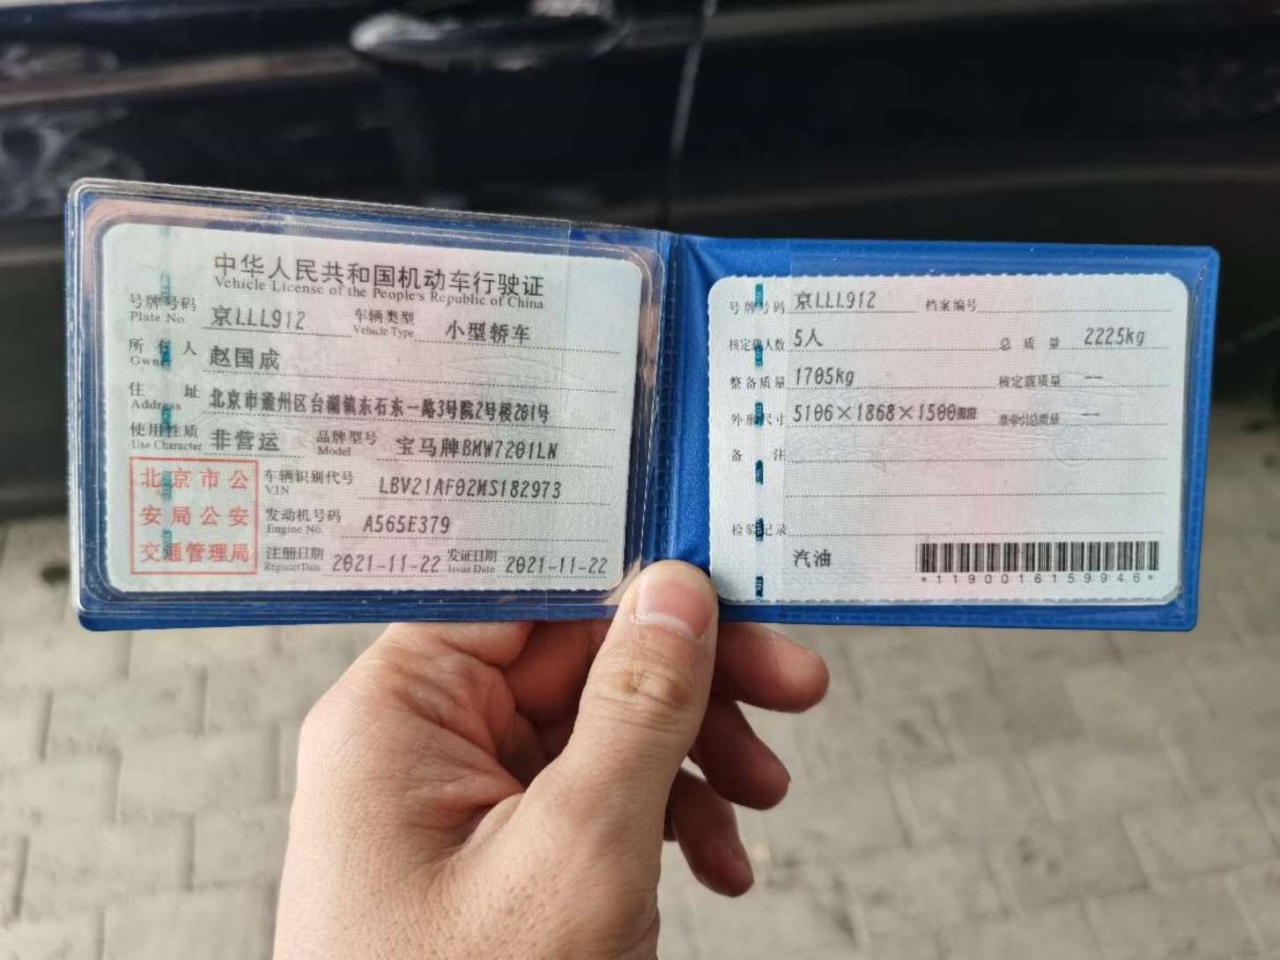 中华人民共和国机动车行驶证
Vehicle License of the People's Republic of China
号牌号码 京LLL912 车辆类型 小型轿车
Plate No. Vehicle Type
所有人 赵国成
Owner
住址 北京市通州区台湖镇东石东一路3号院2号楼201号
Address
使用性质 非营运 品牌型号 宝马牌BMW7201LN
Use Character Model
北京市公
安局公安
交通管理局
车辆识别代号 LBV21AF02MS182973
VIN
发动机号码 A565E379
Engine No.
注册日期 2021-11-22 发证日期 2021-11-22
Register Date Issue Date
号牌号码 京LLL912 档案编号
核定载人数 5人 总质量 2225kg
整备质量 1705kg 核定载质量 --
外廓尺寸 5106×1868×1500 准牵引总质量 --
备注
检验记录
汽油
*1190016159946*